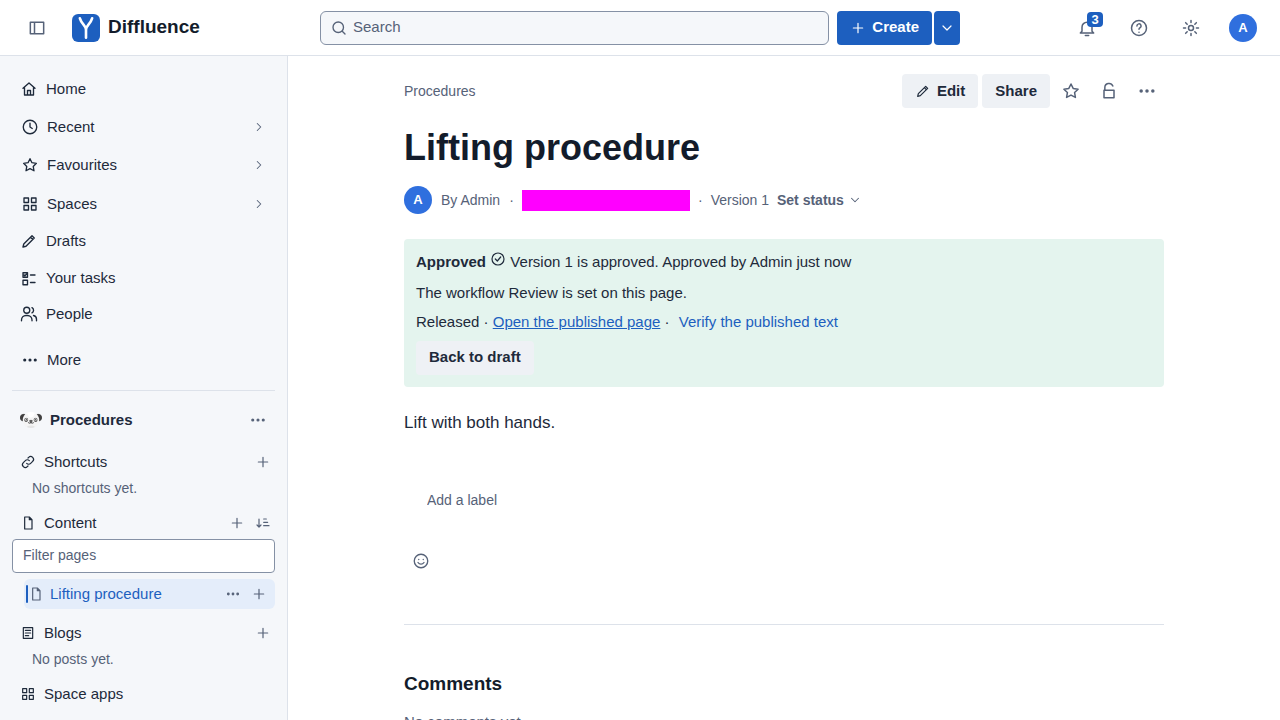 Diffluence
Search
Create
3
A
Home
Recent
Favourites
Spaces
Drafts
Your tasks
People
More
Procedures
Shortcuts
No shortcuts yet.
Content
Filter pages
Lifting procedure
Blogs
No posts yet.
Space apps
Procedures
Edit
Share
Lifting procedure
A By Admin · · Version 1 Set status
Approved Version 1 is approved. Approved by Admin just now
The workflow Review is set on this page.
Released · Open the published page · Verify the published text
Back to draft
Lift with both hands.
Add a label
Comments
No comments yet